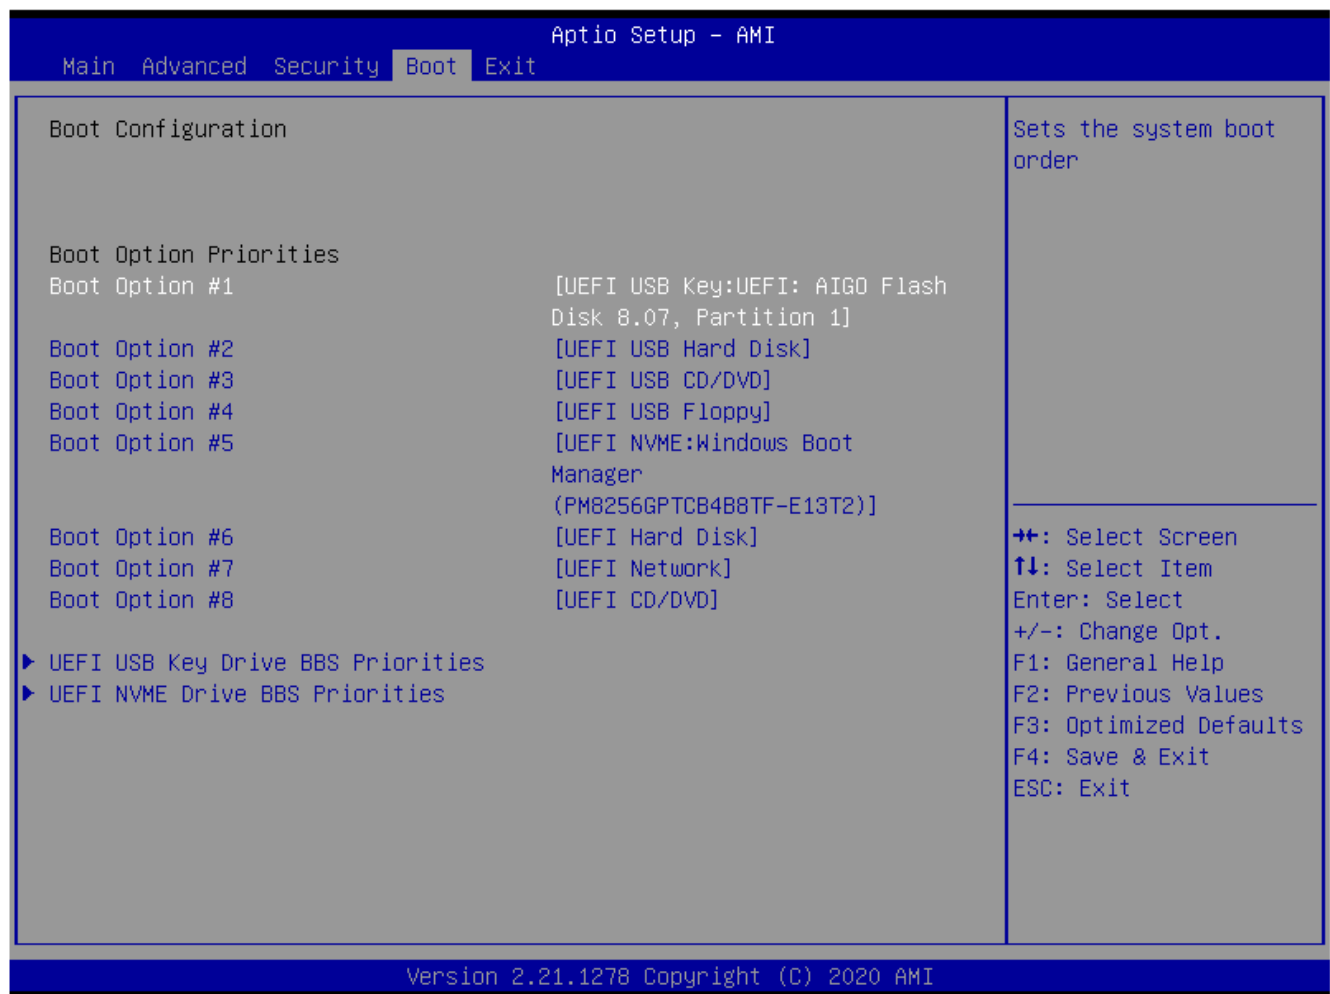 Aptio Setup – AMI
Main Advanced Security Boot Exit
Boot Configuration
Boot Option Priorities
Boot Option #1 [UEFI USB Key:UEFI: AIGO Flash
Disk 8.07, Partition 1]
Boot Option #2 [UEFI USB Hard Disk]
Boot Option #3 [UEFI USB CD/DVD]
Boot Option #4 [UEFI USB Floppy]
Boot Option #5 [UEFI NVME:Windows Boot
Manager
(PM8256GPTCB4B8TF-E13T2)]
Boot Option #6 [UEFI Hard Disk]
Boot Option #7 [UEFI Network]
Boot Option #8 [UEFI CD/DVD]
UEFI USB Key Drive BBS Priorities
UEFI NVME Drive BBS Priorities
Sets the system boot
order
→←: Select Screen
↑↓: Select Item
Enter: Select
+/-: Change Opt.
F1: General Help
F2: Previous Values
F3: Optimized Defaults
F4: Save & Exit
ESC: Exit
Version 2.21.1278 Copyright (C) 2020 AMI